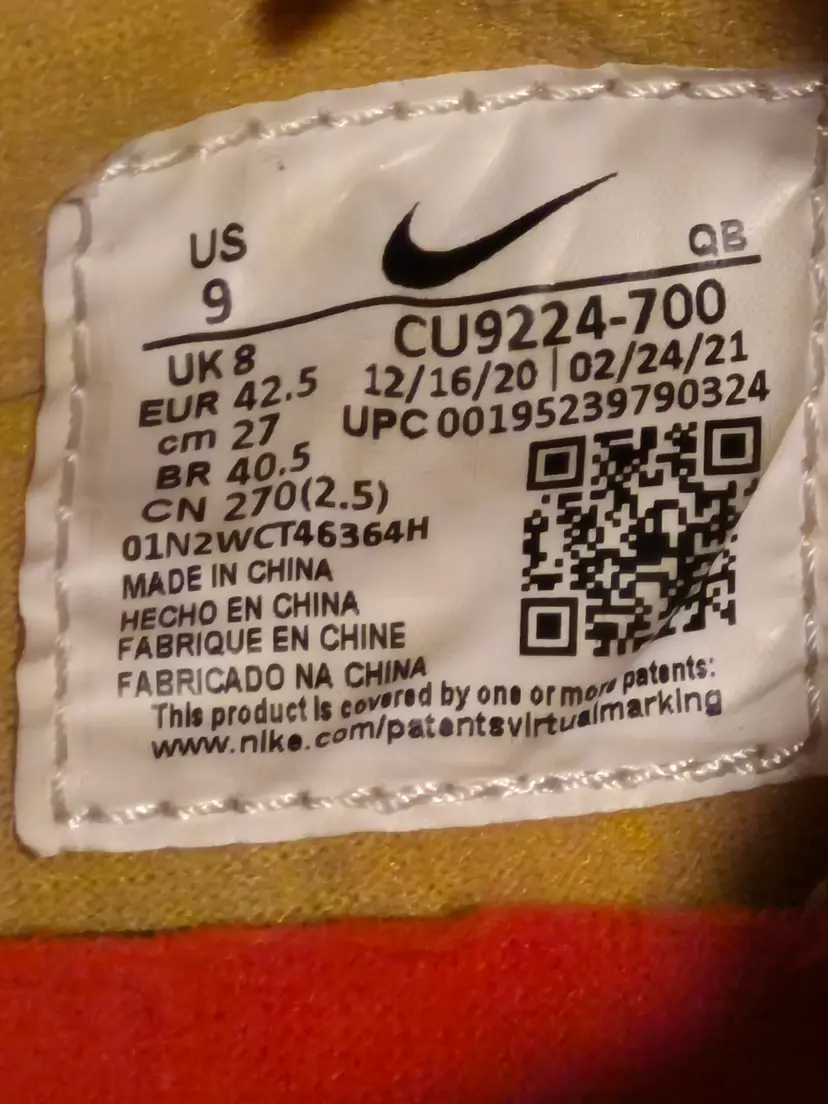 US
9
QB
CU9224-700
UK 8
12/16/20 | 02/24/21
EUR 42.5
UPC 00195239790324
cm 27
BR 40.5
CN 270(2.5)
01N2WCT46364H
MADE IN CHINA
HECHO EN CHINA
FABRIQUE EN CHINE
FABRICADO NA CHINA
This product is covered by one or more patents:
www.nike.com/patentsvirtualmarking